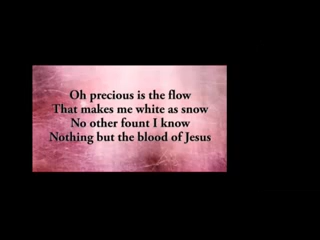 Oh precious is the flow
That makes me white as snow
No other fount I know
Nothing but the blood of Jesus